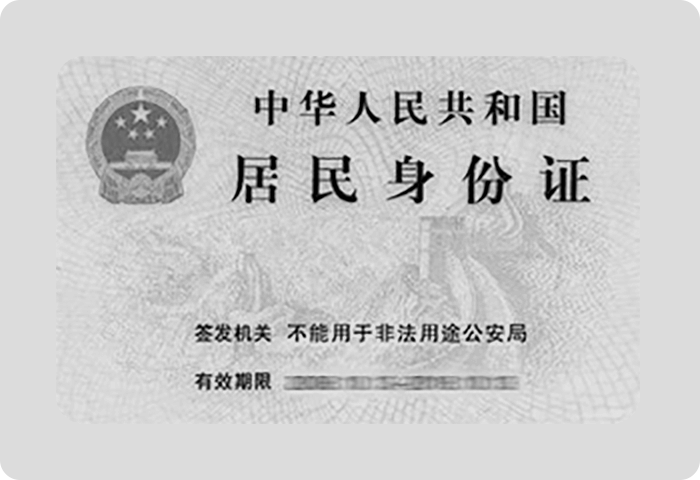 中华人民共和国
居民身份证
签发机关 不能用于非法用途公安局
有效期限